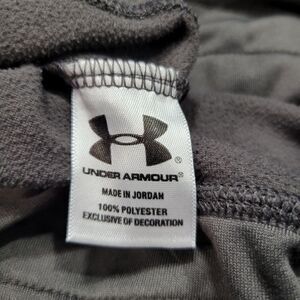 ®
UNDER ARMOUR®
MADE IN JORDAN
100% POLYESTER
EXCLUSIVE OF DECORATION